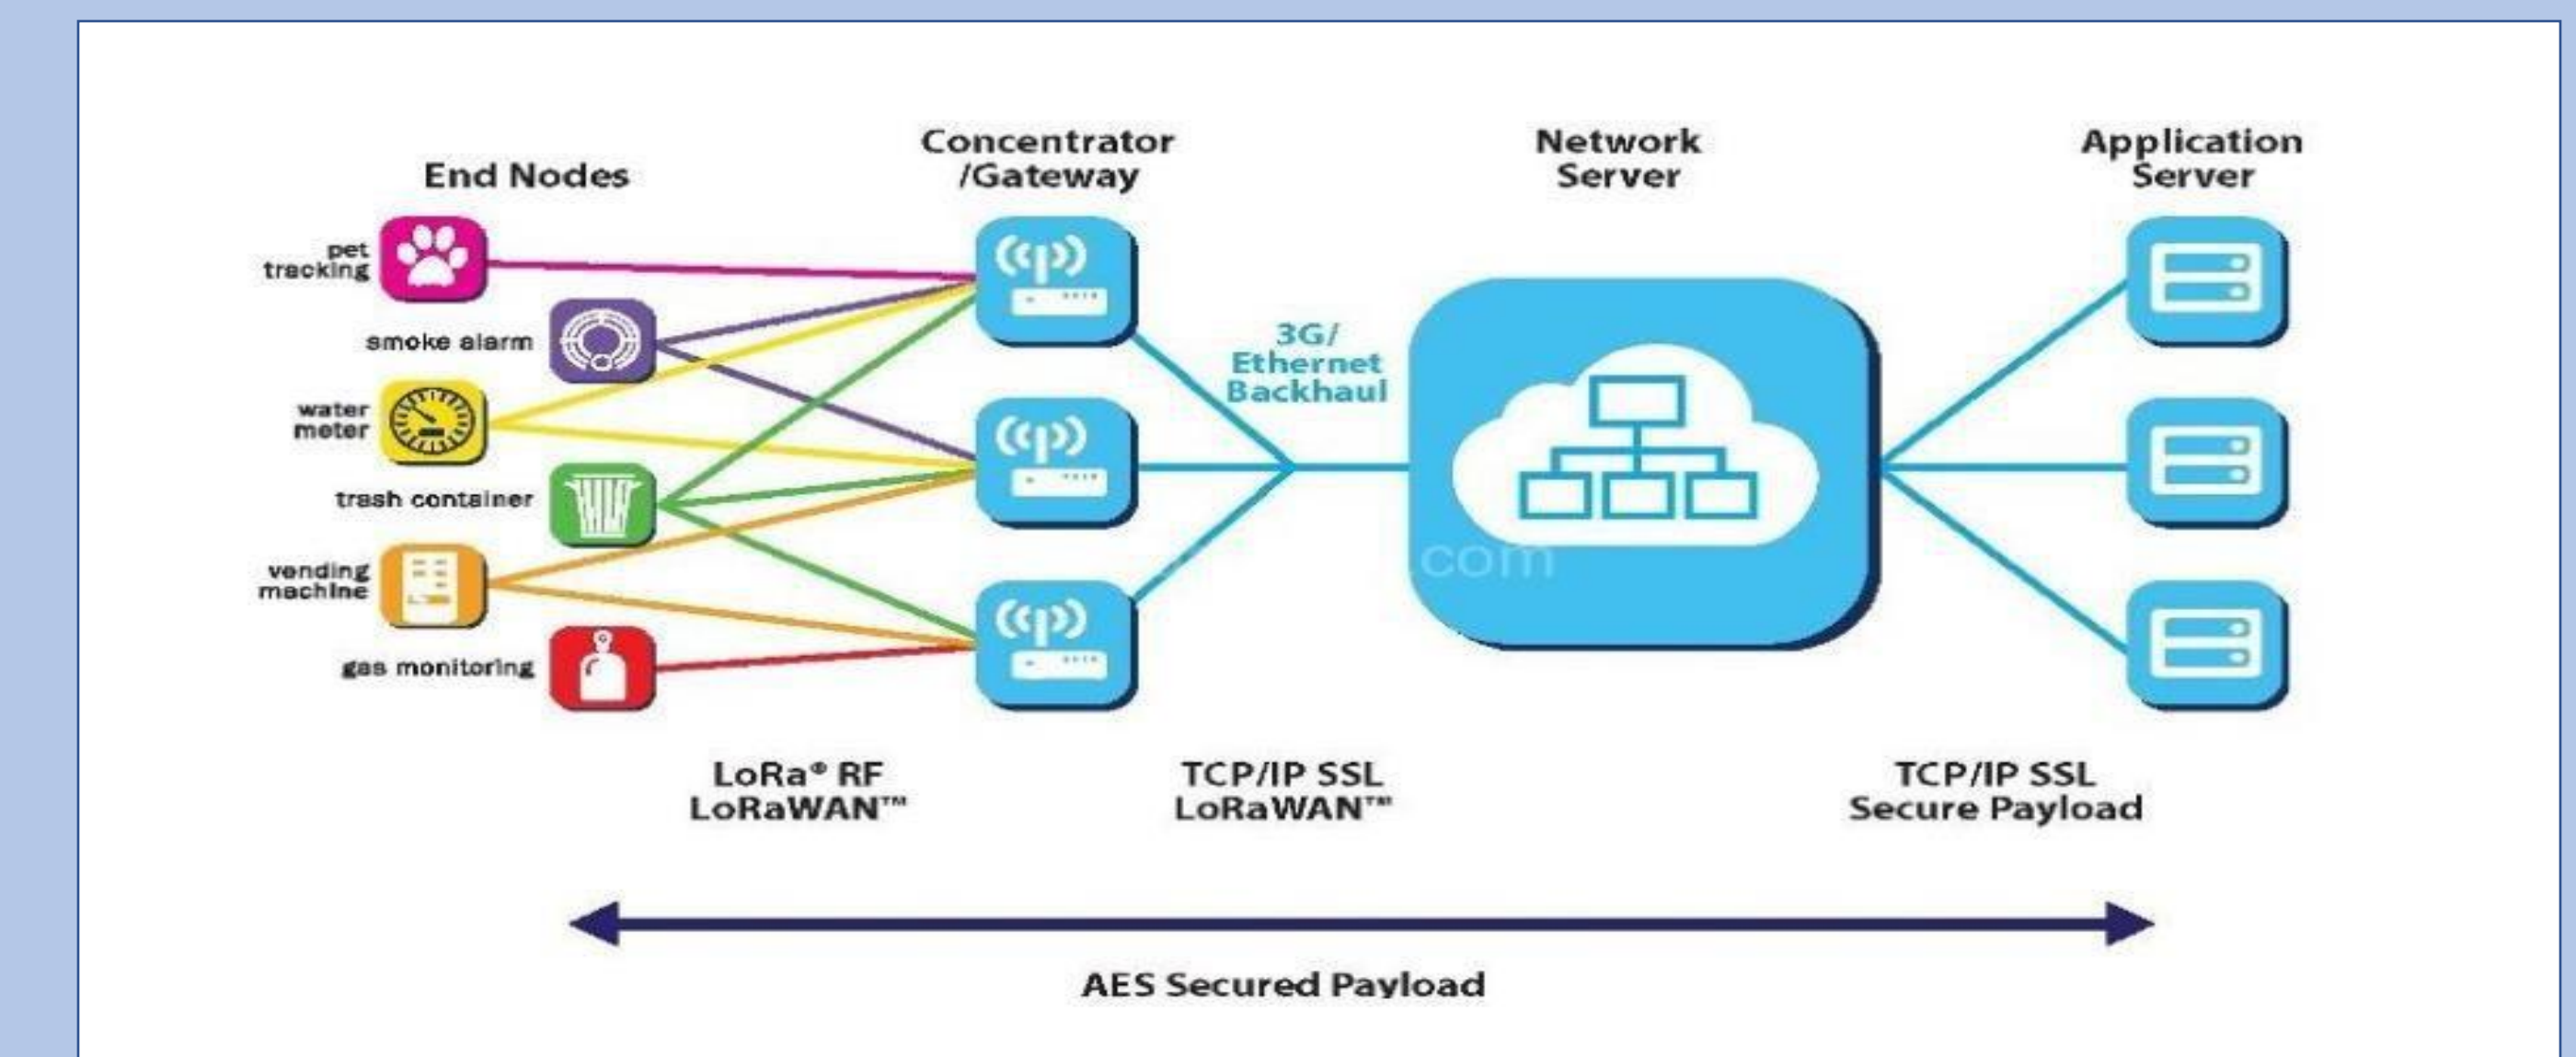 End Nodes
Concentrator
/Gateway
Network
Server
Application
Server
pet
tracking
smoke alarm
water
meter
trash container
vending
machine
gas monitoring
3G/
Ethernet
Backhaul
com
LoRa® RF
LoRaWAN™
TCP/IP SSL
LoRaWAN™
TCP/IP SSL
Secure Payload
AES Secured Payload